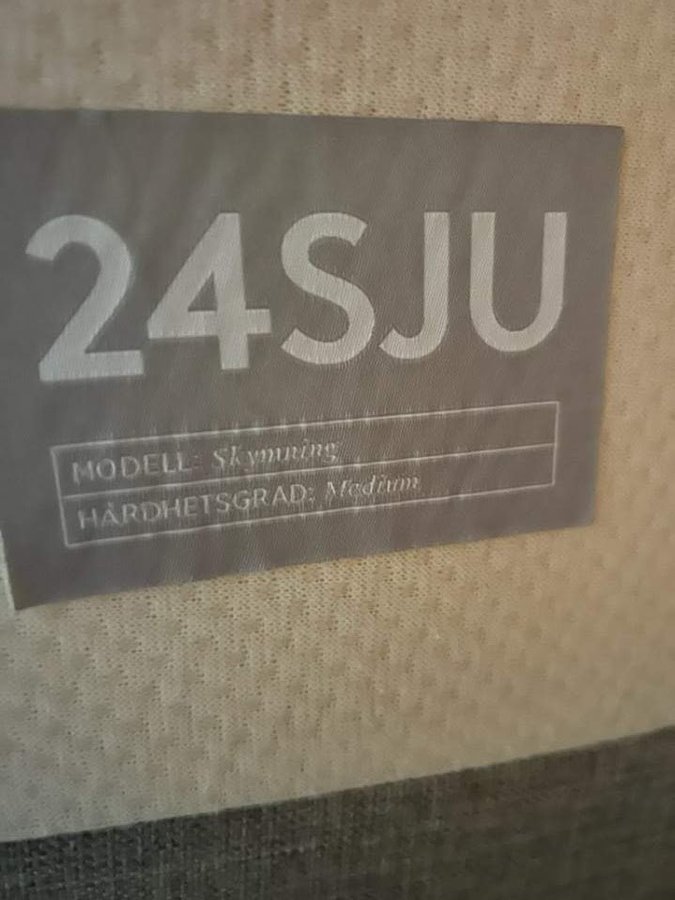 24SJU
MODELL: Skymning
HÅRDHETSGRAD: Medium